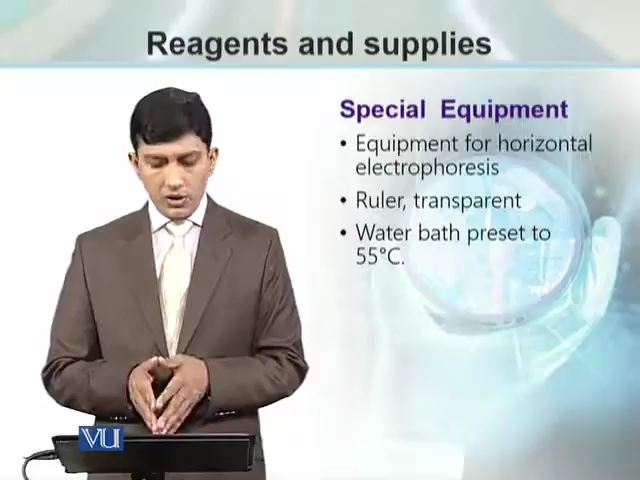 Reagents and supplies
Special Equipment
• Equipment for horizontal
electrophoresis
• Ruler, transparent
• Water bath preset to
55°C.
VU